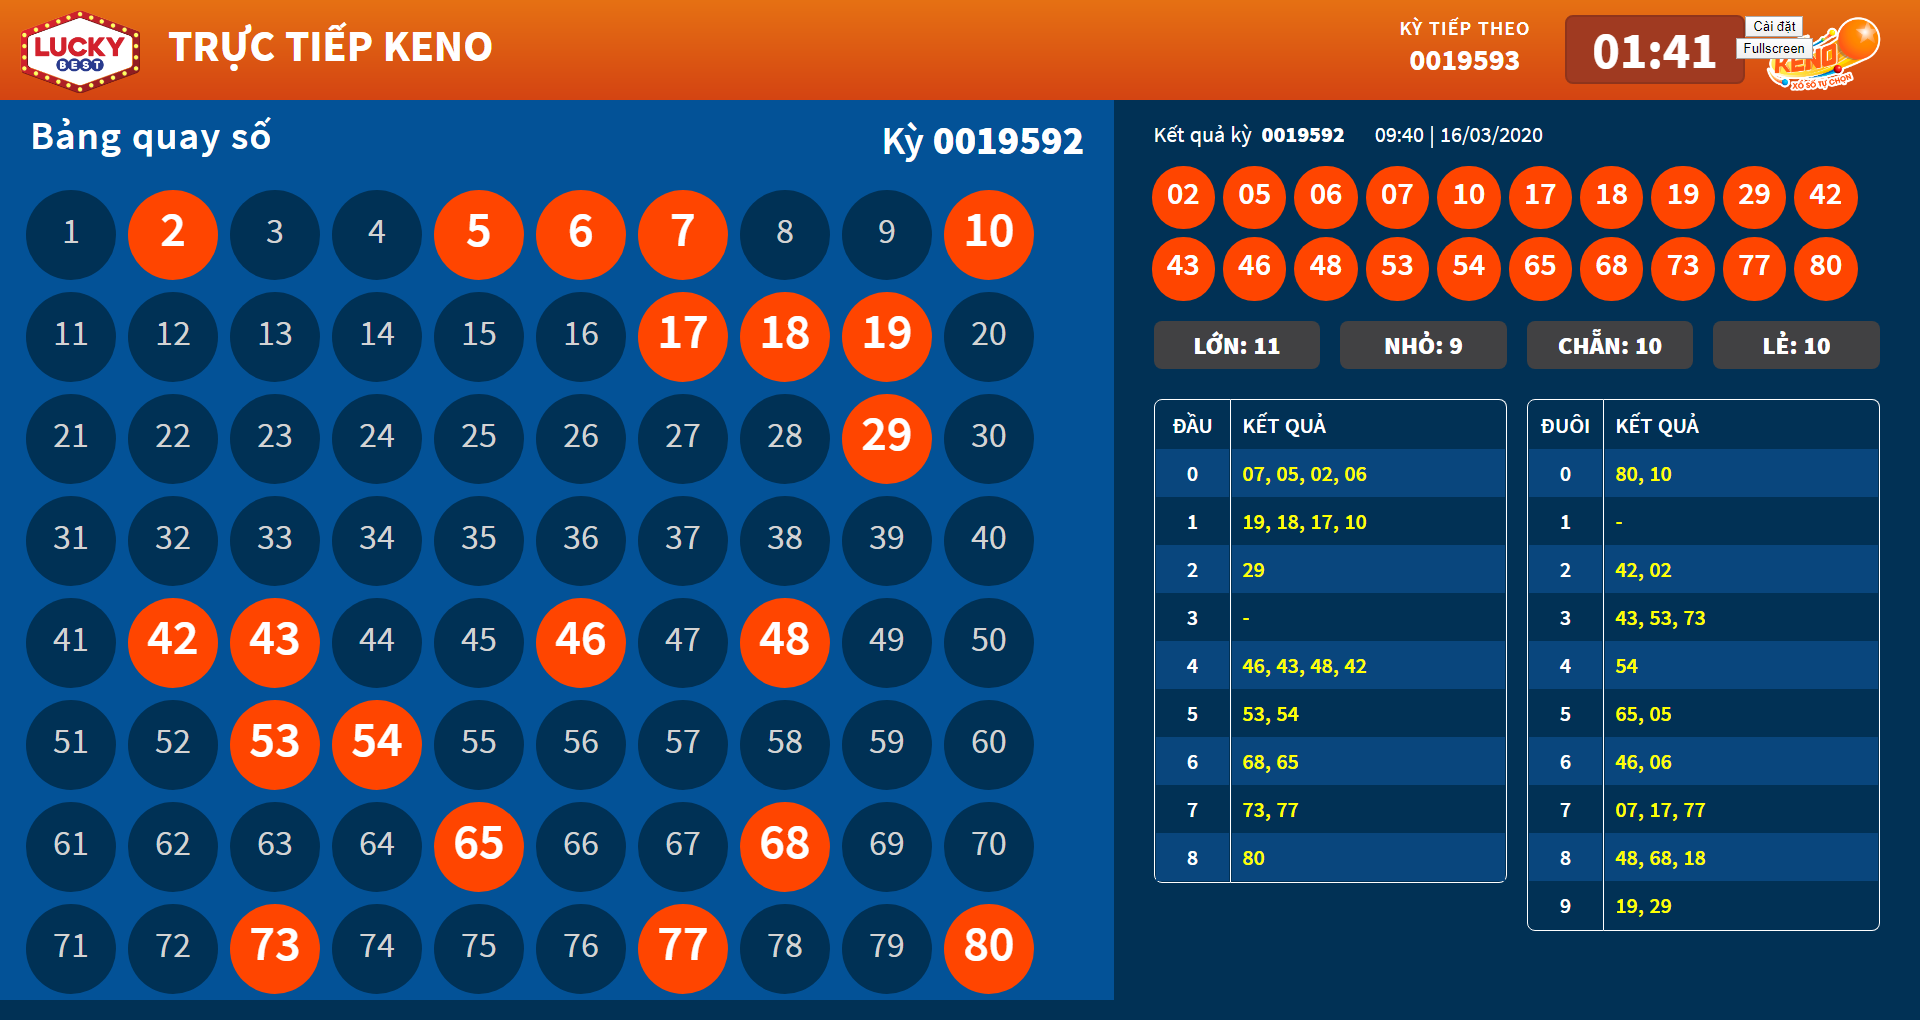 LUCKY
BEST
TRỰC TIẾP KENO
KỲ TIẾP THEO
0019593
01:41
Cài đặt
Fullscreen
KENO
XỔ SỐ TỰ CHỌN
Bảng quay số
Kỳ 0019592
1 2 3 4 5 6 7 8 9 10
11 12 13 14 15 16 17 18 19 20
21 22 23 24 25 26 27 28 29 30
31 32 33 34 35 36 37 38 39 40
41 42 43 44 45 46 47 48 49 50
51 52 53 54 55 56 57 58 59 60
61 62 63 64 65 66 67 68 69 70
71 72 73 74 75 76 77 78 79 80
Kết quả kỳ 0019592 09:40 | 16/03/2020
02 05 06 07 10 17 18 19 29 42
43 46 48 53 54 65 68 73 77 80
LỚN: 11 NHỎ: 9 CHẴN: 10 LẺ: 10
ĐẦU KẾT QUẢ
0 07, 05, 02, 06
1 19, 18, 17, 10
2 29
3 -
4 46, 43, 48, 42
5 53, 54
6 68, 65
7 73, 77
8 80
ĐUÔI KẾT QUẢ
0 80, 10
1 -
2 42, 02
3 43, 53, 73
4 54
5 65, 05
6 46, 06
7 07, 17, 77
8 48, 68, 18
9 19, 29